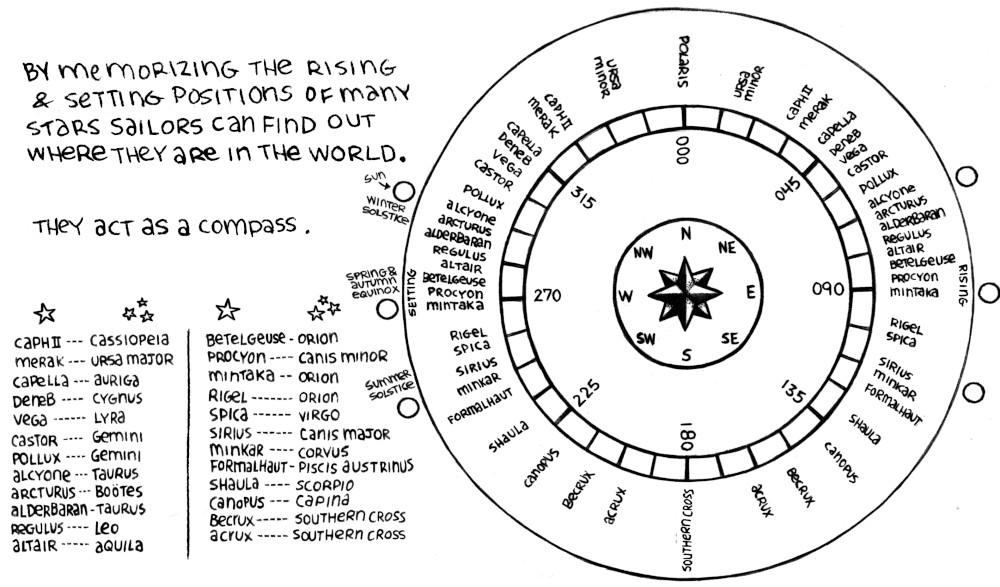 BY MEMORIZING THE RISING
& SETTING POSITIONS OF MANY
STARS SAILORS CAN FIND OUT
WHERE THEY ARE IN THE WORLD.
THEY ACT AS A COMPASS.
CAPH II --- CASSIOPEIA
MERAK --- URSA MAJOR
CAPELLA --- AURIGA
DENEB --- CYGNUS
VEGA ------ LYRA
CASTOR ---- GEMINI
POLLUX ---- GEMINI
ALCYONE -- TAURUS
ARCTURUS -- BOÖTES
ALDERBARAN - TAURUS
REGULUS ---- LEO
ALTAIR ----- AQUILA
BETELGEUSE - ORION
PROCYON ---- CANIS MINOR
MINTAKA -- ORION
RIGEL ------- ORION
SPICA ------- VIRGO
SIRIUS ------ CANIS MAJOR
MINKAR ---- CORVUS
FORMALHAUT - PISCIS AUSTRINUS
SHAULA ---- SCORPIO
CANOPUS --- CAPINA
BECRUX ----- SOUTHERN CROSS
ACRUX ----- SOUTHERN CROSS
SUN
WINTER
SOLSTICE
SPRING &
AUTUMN
EQUINOX
SUMMER
SOLSTICE
SETTING
POLARIS
URSA
MINOR
CAPH II
MERAK
CAPELLA
DENEB
VEGA
CASTOR
POLLUX
ALCYONE
ARCTURUS
ALDERBARAN
REGULUS
ALTAIR
BETELGEUSE
PROCYON
MINTAKA
RIGEL
SPICA
SIRIUS
MINKAR
FORMALHAUT
SHAULA
CANOPUS
BECRUX
ACRUX
SOUTHERN CROSS
URSA
MINOR
CAPH II
MERAK
CAPELLA
DENEB
VEGA
CASTOR
POLLUX
ALCYONE
ARCTURUS
ALDERBARAN
REGULUS
ALTAIR
BETELGEUSE
PROCYON
MINTAKA
RIGEL
SPICA
SIRIUS
MINKAR
FORMALHAUT
SHAULA
CANOPUS
BECRUX
ACRUX
RISING
000
045
090
135
180
225
270
315
N
NE
E
SE
S
SW
W
NW